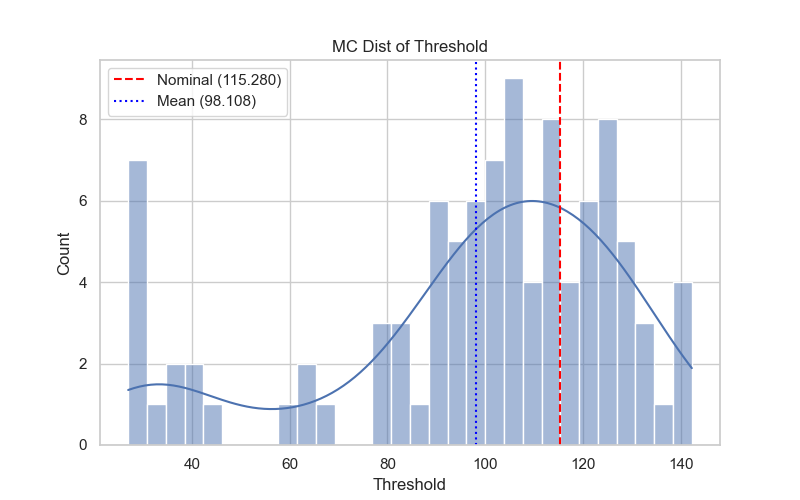 MC Dist of Threshold
Nominal (115.280)
Mean (98.108)
Count
8
6
4
2
0
40 60 80 100 120 140
Threshold